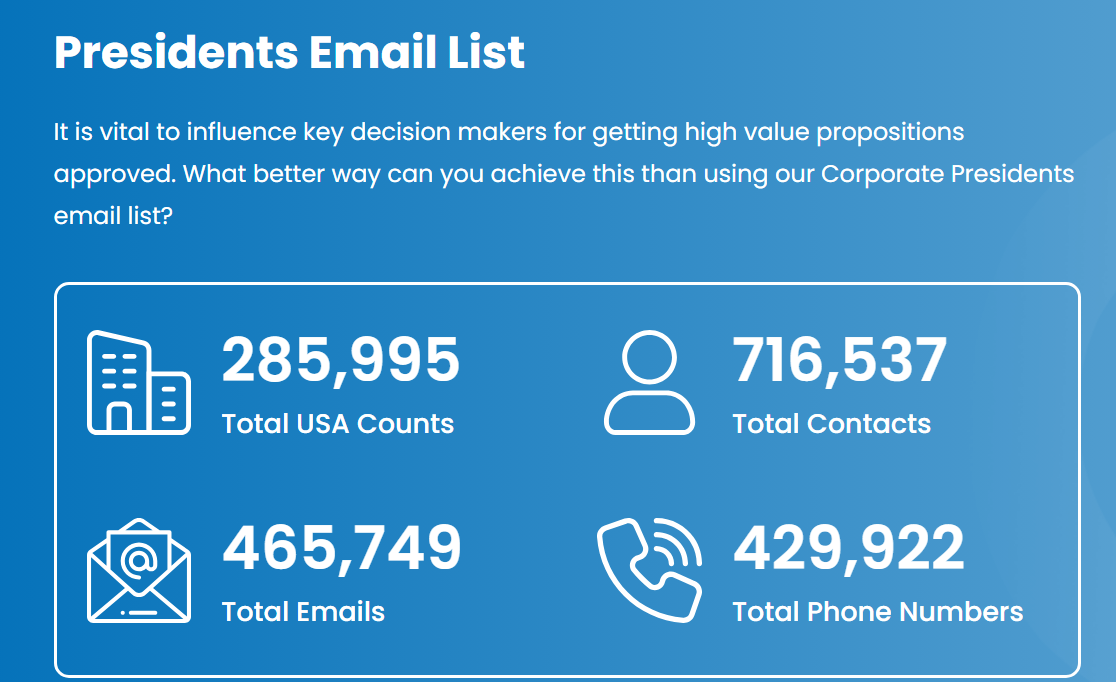 Presidents Email List
It is vital to influence key decision makers for getting high value propositions
approved. What better way can you achieve this than using our Corporate Presidents
email list?
285,995
Total USA Counts
716,537
Total Contacts
465,749
Total Emails
429,922
Total Phone Numbers